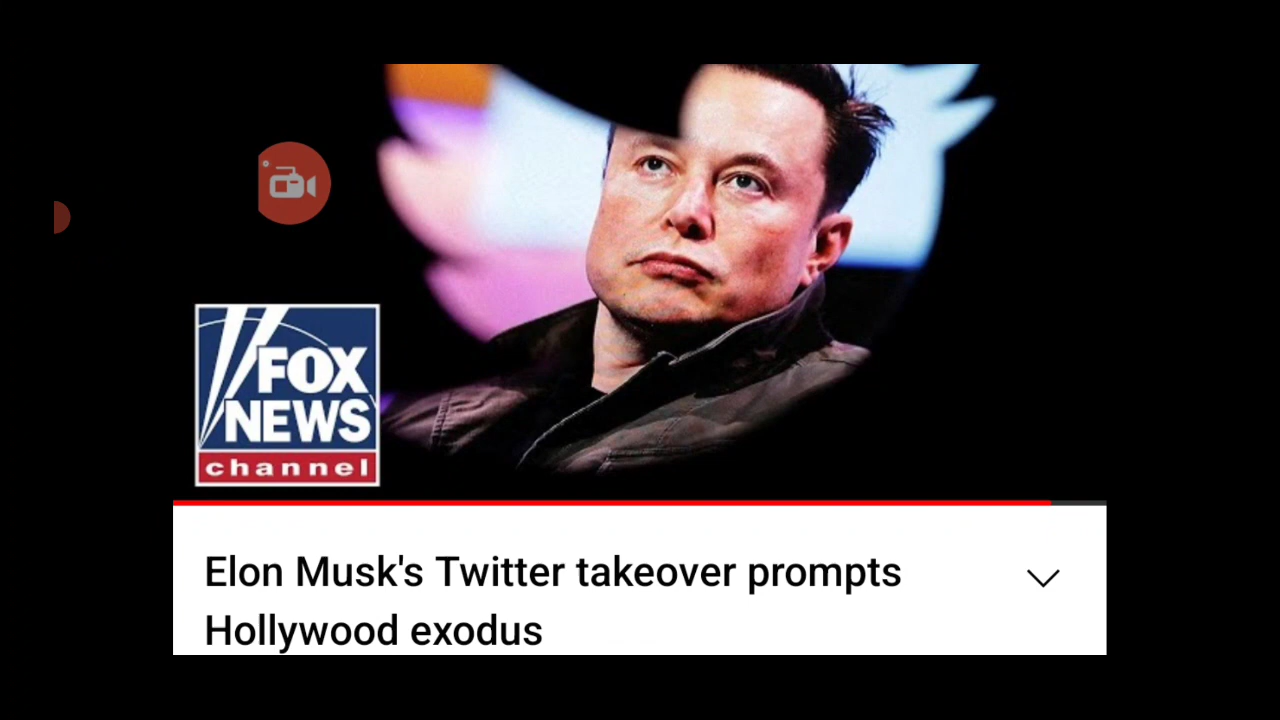 FOX
NEWS
channel
Elon Musk's Twitter takeover prompts
Hollywood exodus